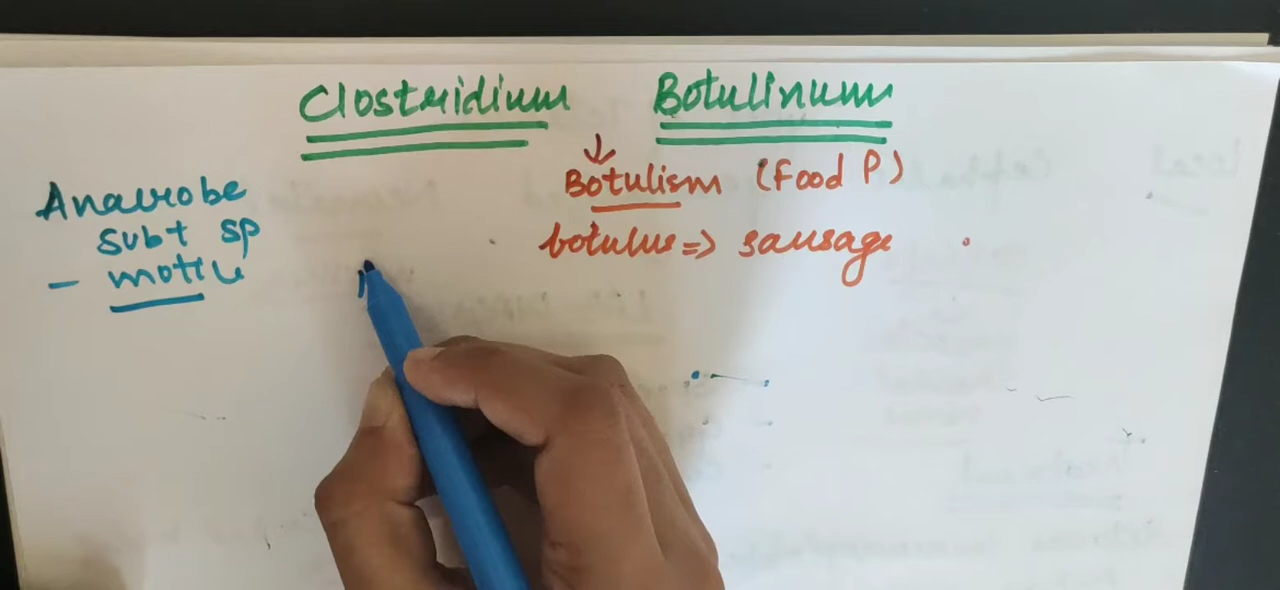 Clostridium Botulinum
↓
Botulism (Food P)
botulus => sausage
Anaerobe
subt sp
- motile